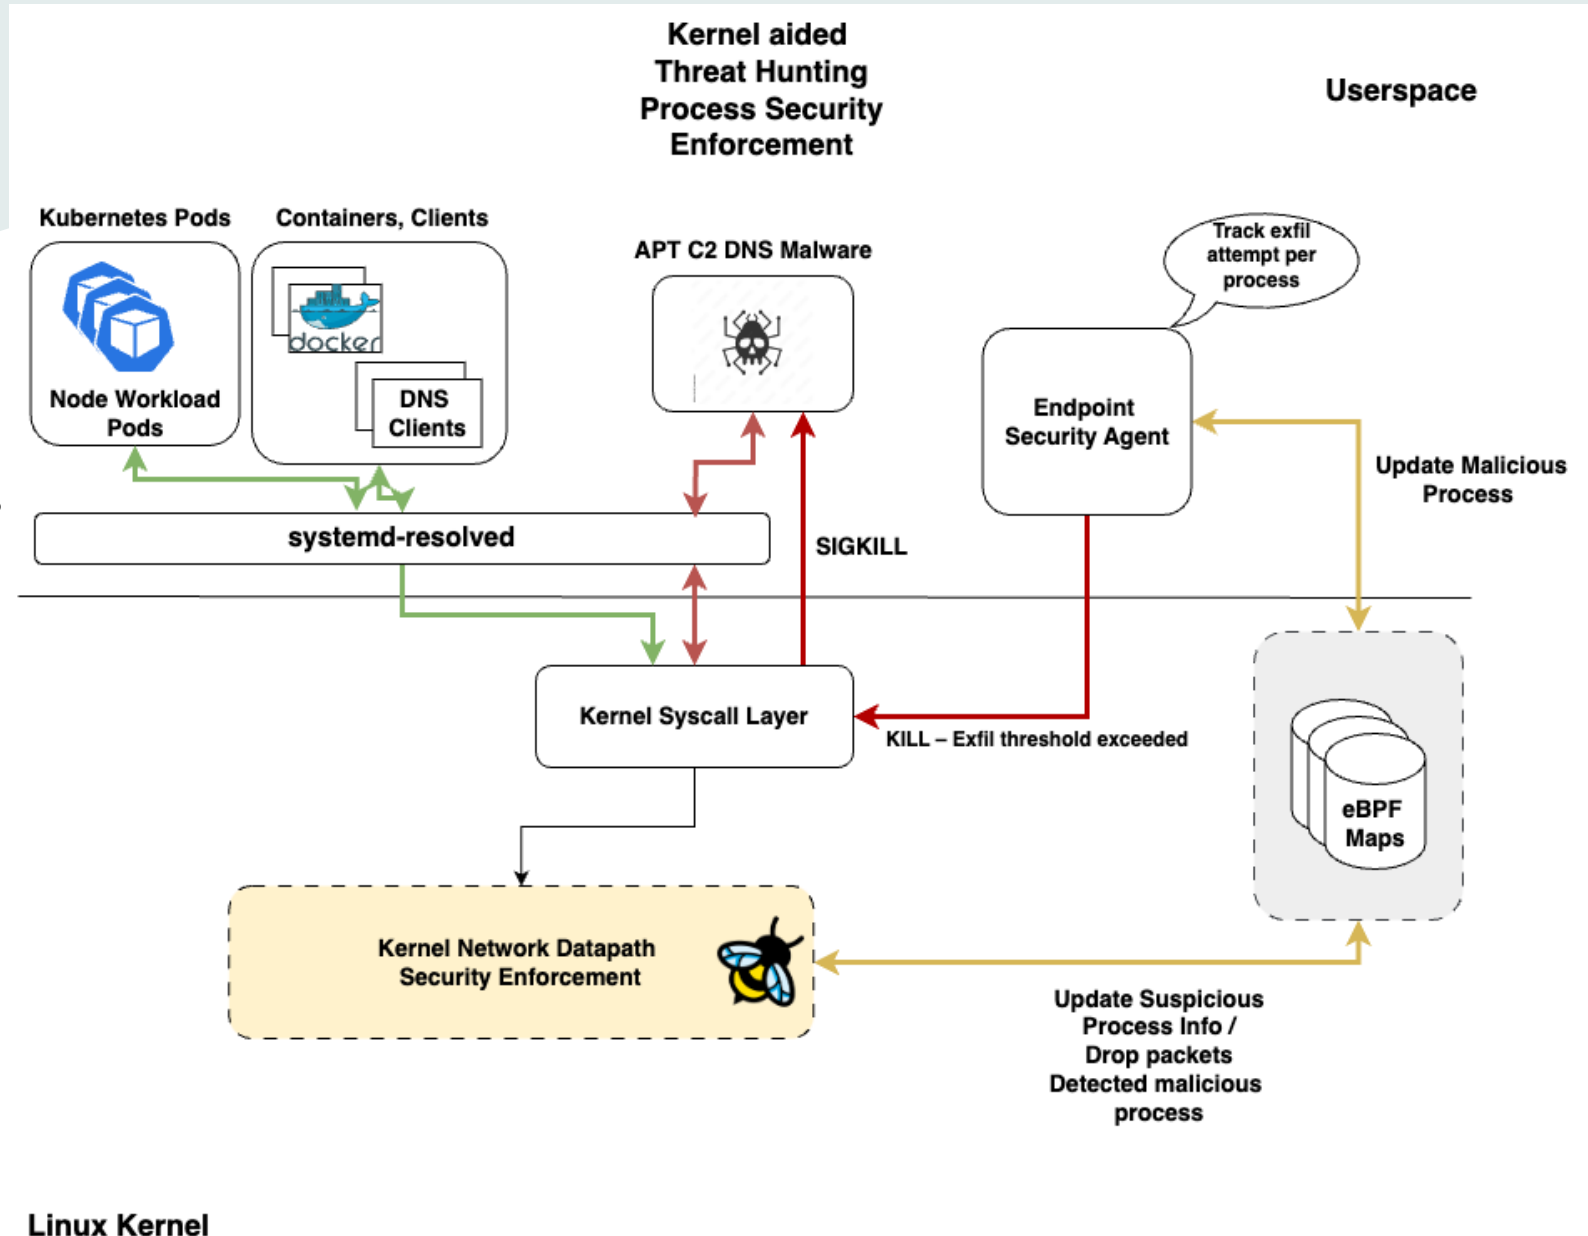 Kernel aided
Threat Hunting
Process Security
Enforcement
Userspace
Kubernetes Pods
Containers, Clients
APT C2 DNS Malware
Track exfil
attempt per
process
docker
Node Workload
Pods
DNS
Clients
Endpoint
Security Agent
Update Malicious
Process
systemd-resolved
SIGKILL
Kernel Syscall Layer
KILL – Exfil threshold exceeded
eBPF
Maps
Kernel Network Datapath
Security Enforcement
Update Suspicious
Process Info /
Drop packets
Detected malicious
process
Linux Kernel